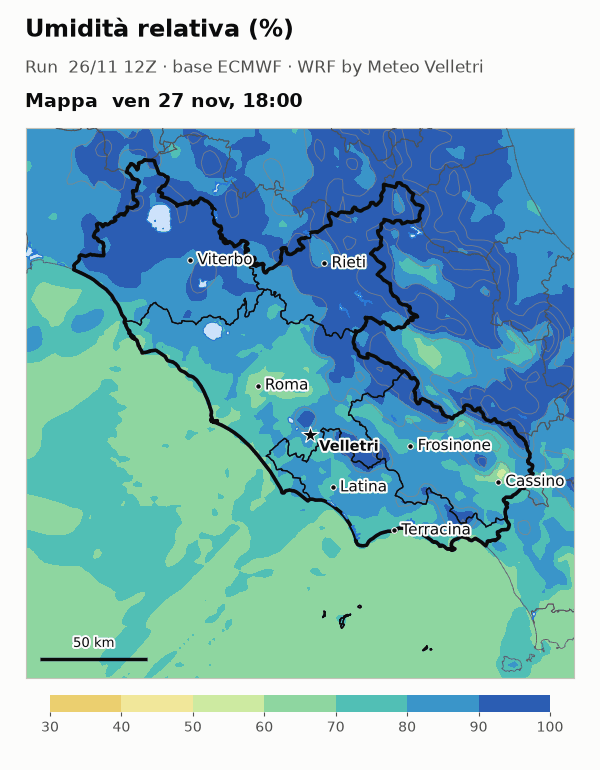 Umidità relativa (%)
Run 26/11 12Z · base ECMWF · WRF by Meteo Velletri
Mappa ven 27 nov, 18:00
Viterbo
Rieti
Roma
Velletri
Frosinone
Latina
Cassino
Terracina
50 km
30 40 50 60 70 80 90 100